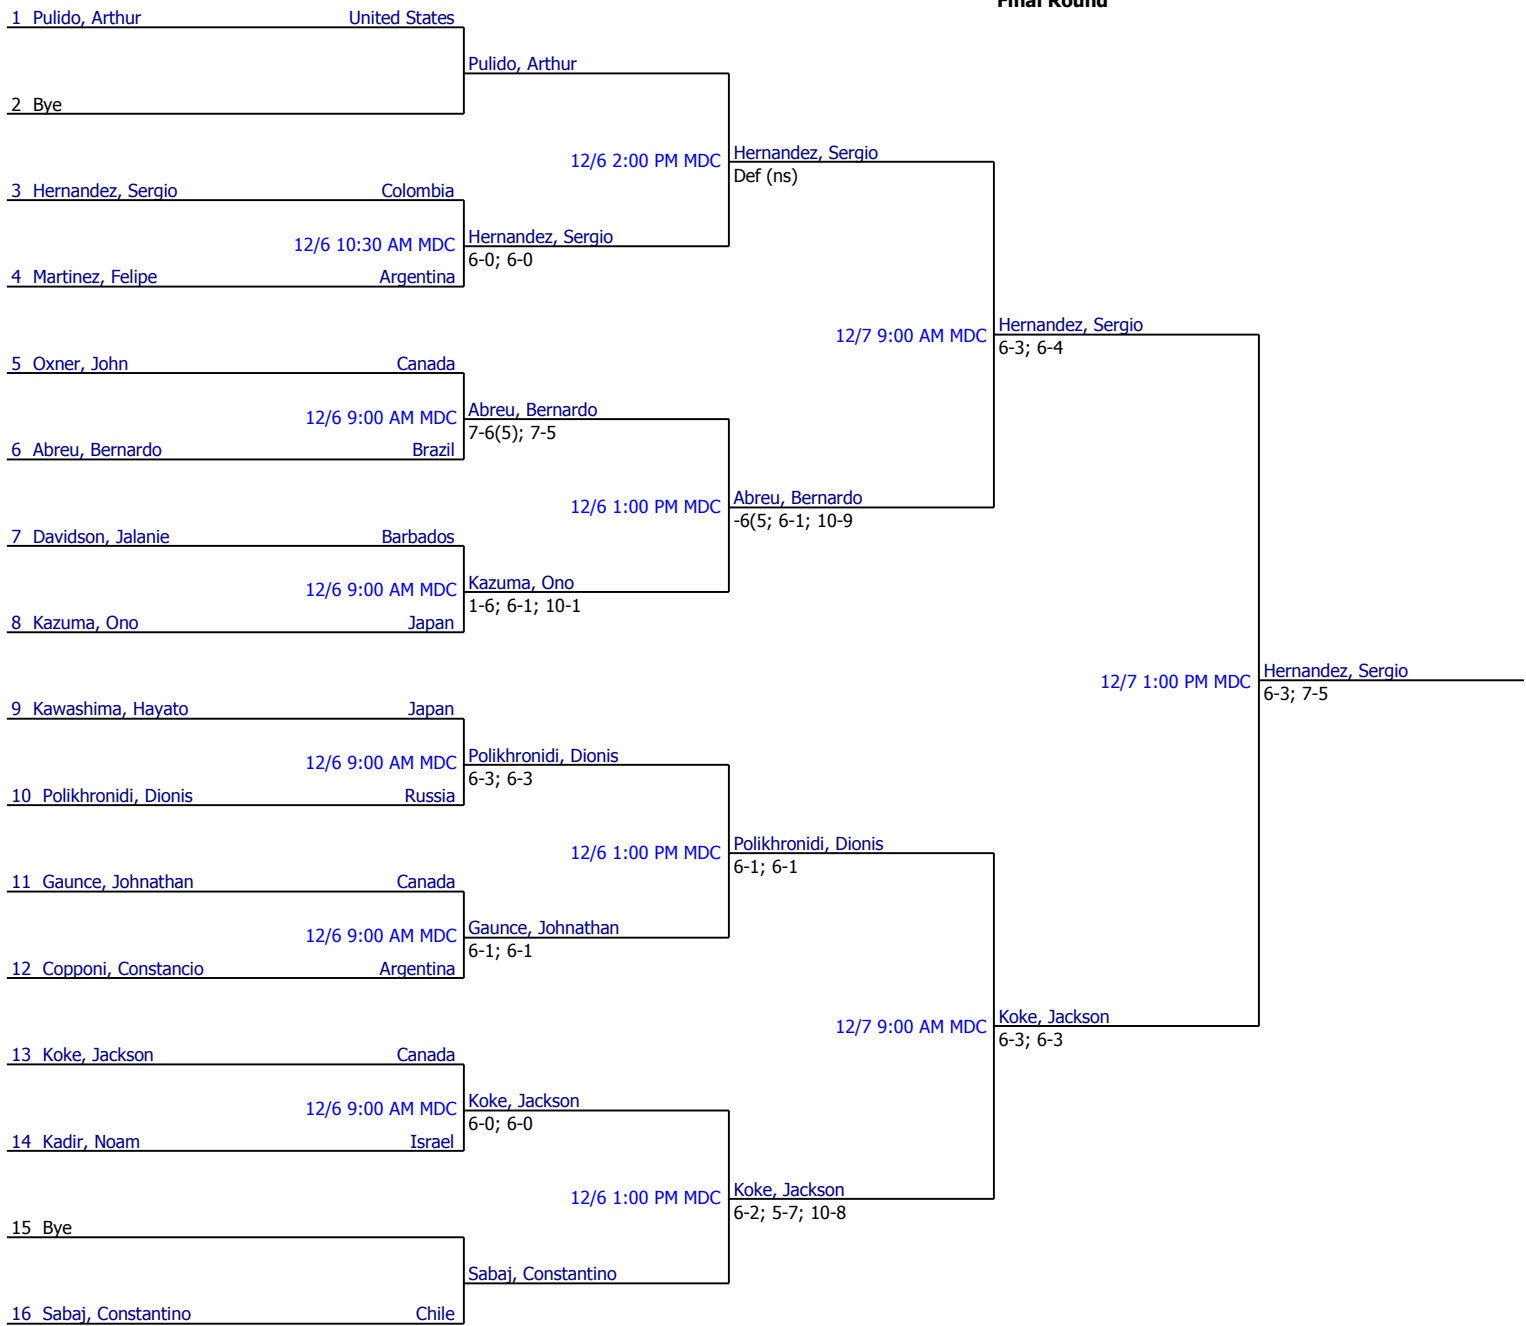 Final Round
1 Pulido, Arthur United States
Pulido, Arthur
2 Bye
12/6 2:00 PM MDC Hernandez, Sergio
Def (ns)
3 Hernandez, Sergio Colombia
12/6 10:30 AM MDC Hernandez, Sergio
6-0; 6-0
4 Martinez, Felipe Argentina
12/7 9:00 AM MDC Hernandez, Sergio
6-3; 6-4
5 Oxner, John Canada
12/6 9:00 AM MDC Abreu, Bernardo
7-6(5); 7-5
6 Abreu, Bernardo Brazil
12/6 1:00 PM MDC Abreu, Bernardo
-6(5; 6-1; 10-9
7 Davidson, Jalanie Barbados
12/6 9:00 AM MDC Kazuma, Ono
1-6; 6-1; 10-1
8 Kazuma, Ono Japan
12/7 1:00 PM MDC Hernandez, Sergio
6-3; 7-5
9 Kawashima, Hayato Japan
12/6 9:00 AM MDC Polikhronidi, Dionis
6-3; 6-3
10 Polikhronidi, Dionis Russia
12/6 1:00 PM MDC Polikhronidi, Dionis
6-1; 6-1
11 Gaunce, Johnathan Canada
12/6 9:00 AM MDC Gaunce, Johnathan
6-1; 6-1
12 Copponi, Constancio Argentina
12/7 9:00 AM MDC Koke, Jackson
6-3; 6-3
13 Koke, Jackson Canada
12/6 9:00 AM MDC Koke, Jackson
6-0; 6-0
14 Kadir, Noam Israel
12/6 1:00 PM MDC Koke, Jackson
6-2; 5-7; 10-8
15 Bye
Sabaj, Constantino
16 Sabaj, Constantino Chile